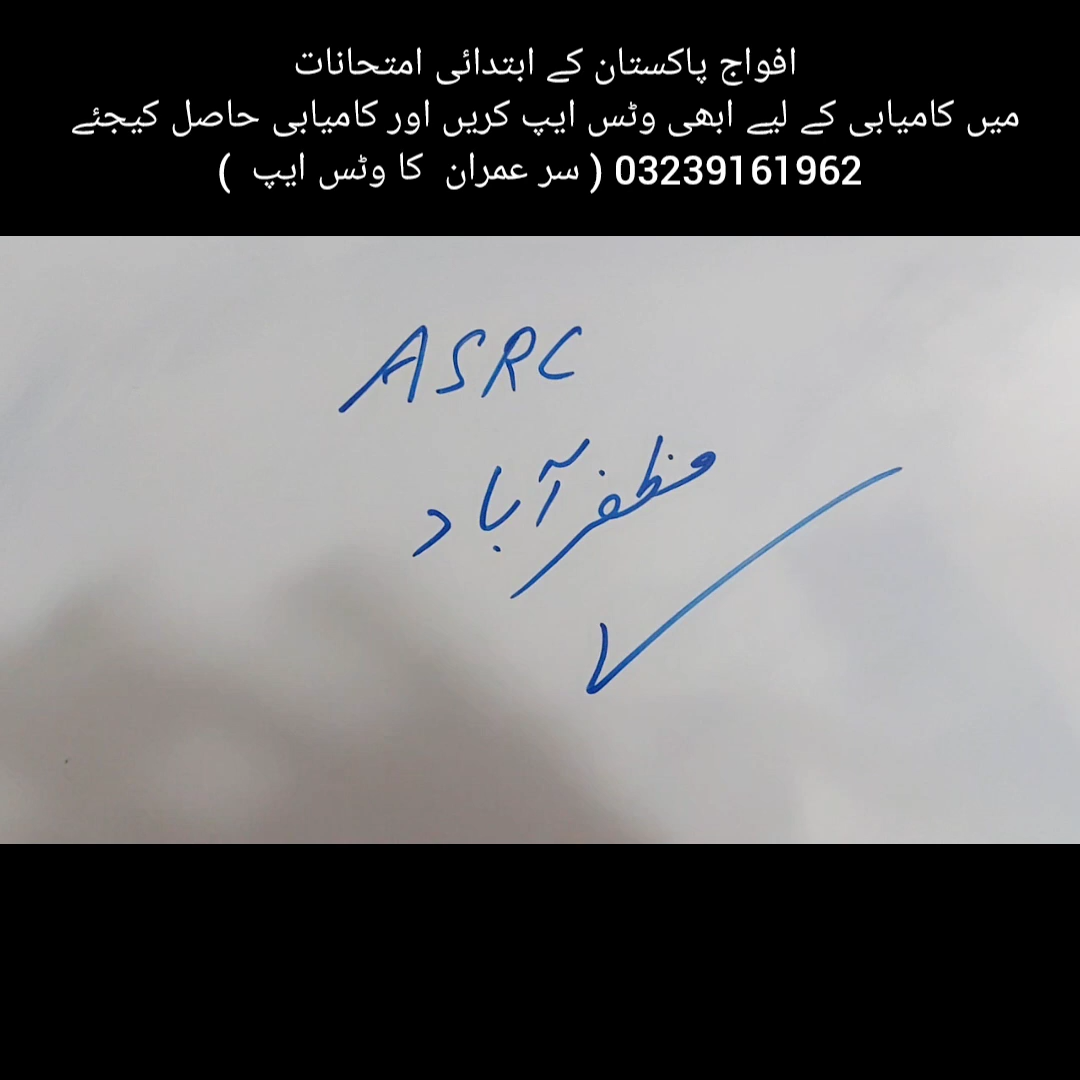 افواج پاکستان کے ابتدائی امتحانات
میں کامیابی کے لیے ابھی وٹس ایپ کریں اور کامیابی حاصل کیجئے
03239161962 ( سر عمران کا وٹس ایپ )
ASRC
مظفرآباد